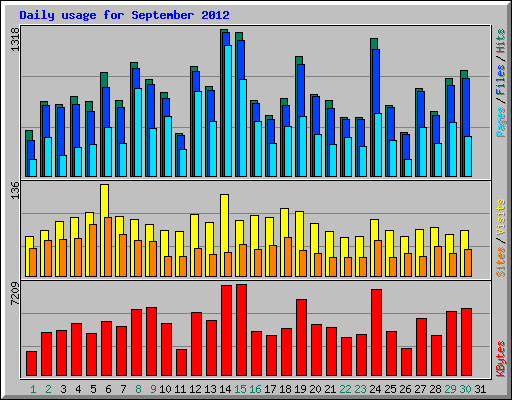 Daily usage for September 2012
1318
Pages / Files / Hits
136
Sites / Visits
7209
KBytes
1 2 3 4 5 6 7 8 9 10 11 12 13 14 15 16 17 18 19 20 21 22 23 24 25 26 27 28 29 30 31